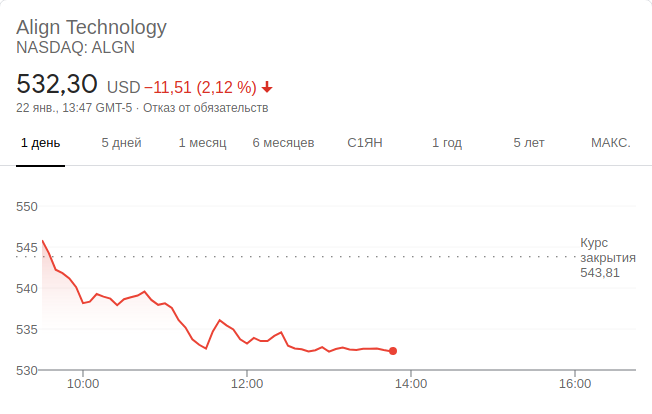 Align Technology
NASDAQ: ALGN
532,30 USD −11,51 (2,12 %)
22 янв., 13:47 GMT-5 · Отказ от обязательств
1 день 5 дней 1 месяц 6 месяцев С1ЯН 1 год 5 лет МАКС.
550
545
540
535
530
Курс
закрытия
543,81
10:00 12:00 14:00 16:00